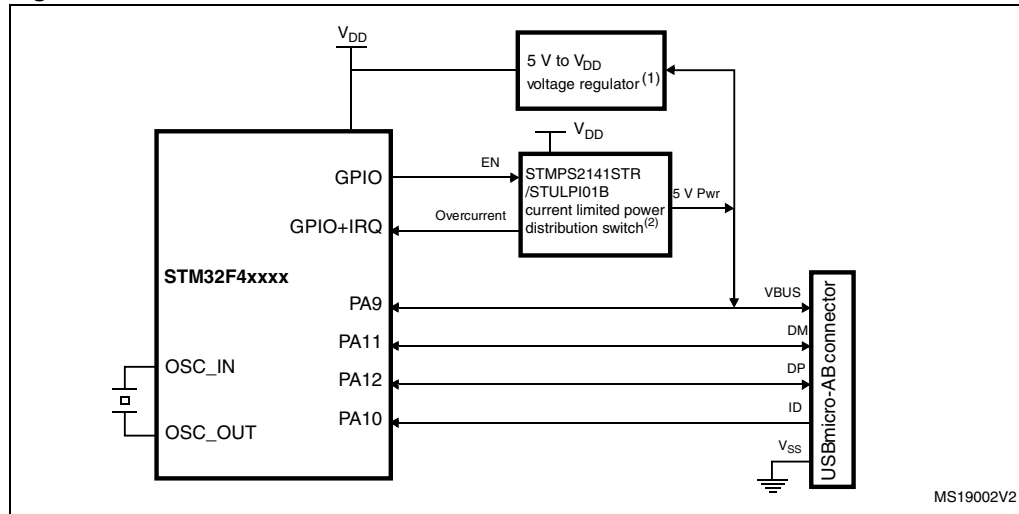 VDD
5 V to VDD
voltage regulator(1)
VDD
STMPS2141STR
/STULPI01B
current limited power
distribution switch(2)
EN
Overcurrent
5 V Pwr
GPIO
GPIO+IRQ
STM32F4xxxx
PA9
PA11
PA12
PA10
OSC_IN
OSC_OUT
VBUS
DM
DP
ID
VSS
USB micro-AB connector
MS19002V2